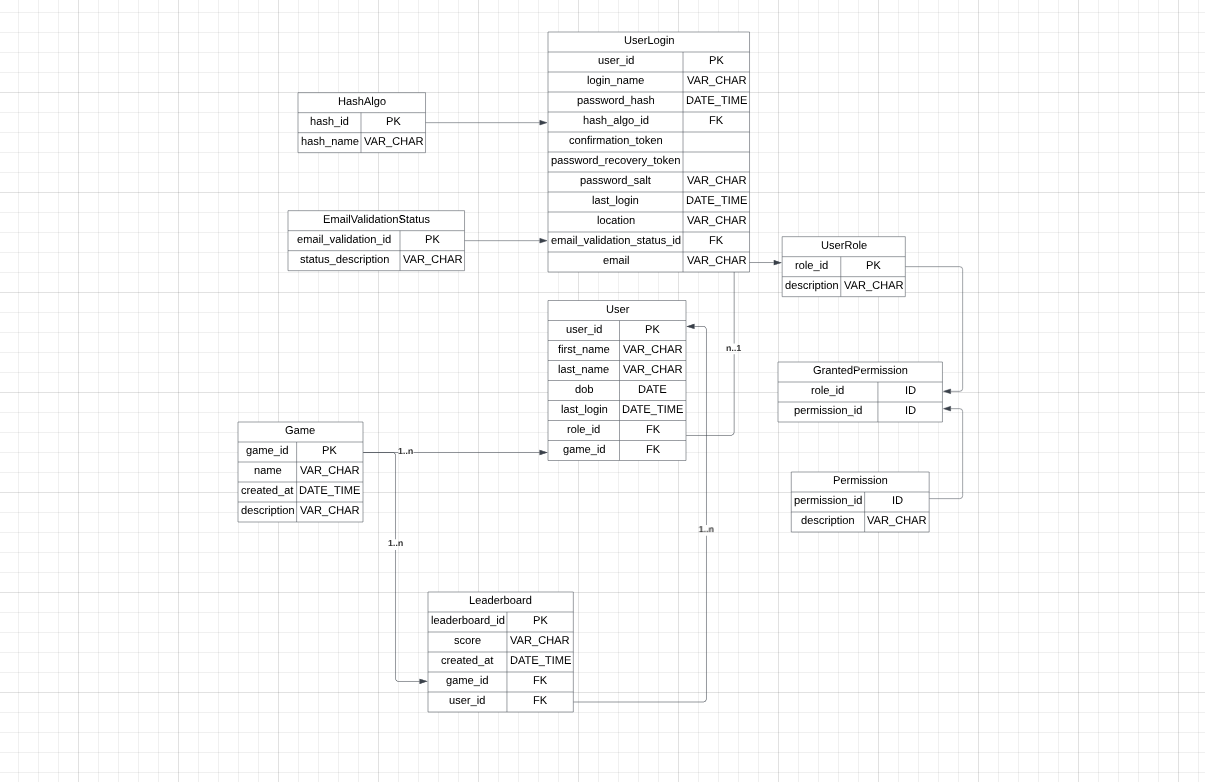 UserLogin
user_id PK
login_name VAR_CHAR
password_hash DATE_TIME
hash_algo_id FK
confirmation_token
password_recovery_token
password_salt VAR_CHAR
last_login DATE_TIME
location VAR_CHAR
email_validation_status_id FK
email VAR_CHAR
HashAlgo
hash_id PK
hash_name VAR_CHAR
EmailValidationStatus
email_validation_id PK
status_description VAR_CHAR
UserRole
role_id PK
description VAR_CHAR
User
user_id PK
first_name VAR_CHAR
last_name VAR_CHAR
dob DATE
last_login DATE_TIME
role_id FK
game_id FK
n..1
GrantedPermission
role_id ID
permission_id ID
Game
game_id PK
name VAR_CHAR
created_at DATE_TIME
description VAR_CHAR
1..n
Permission
permission_id ID
description VAR_CHAR
1..n
1..n
Leaderboard
leaderboard_id PK
score VAR_CHAR
created_at DATE_TIME
game_id FK
user_id FK